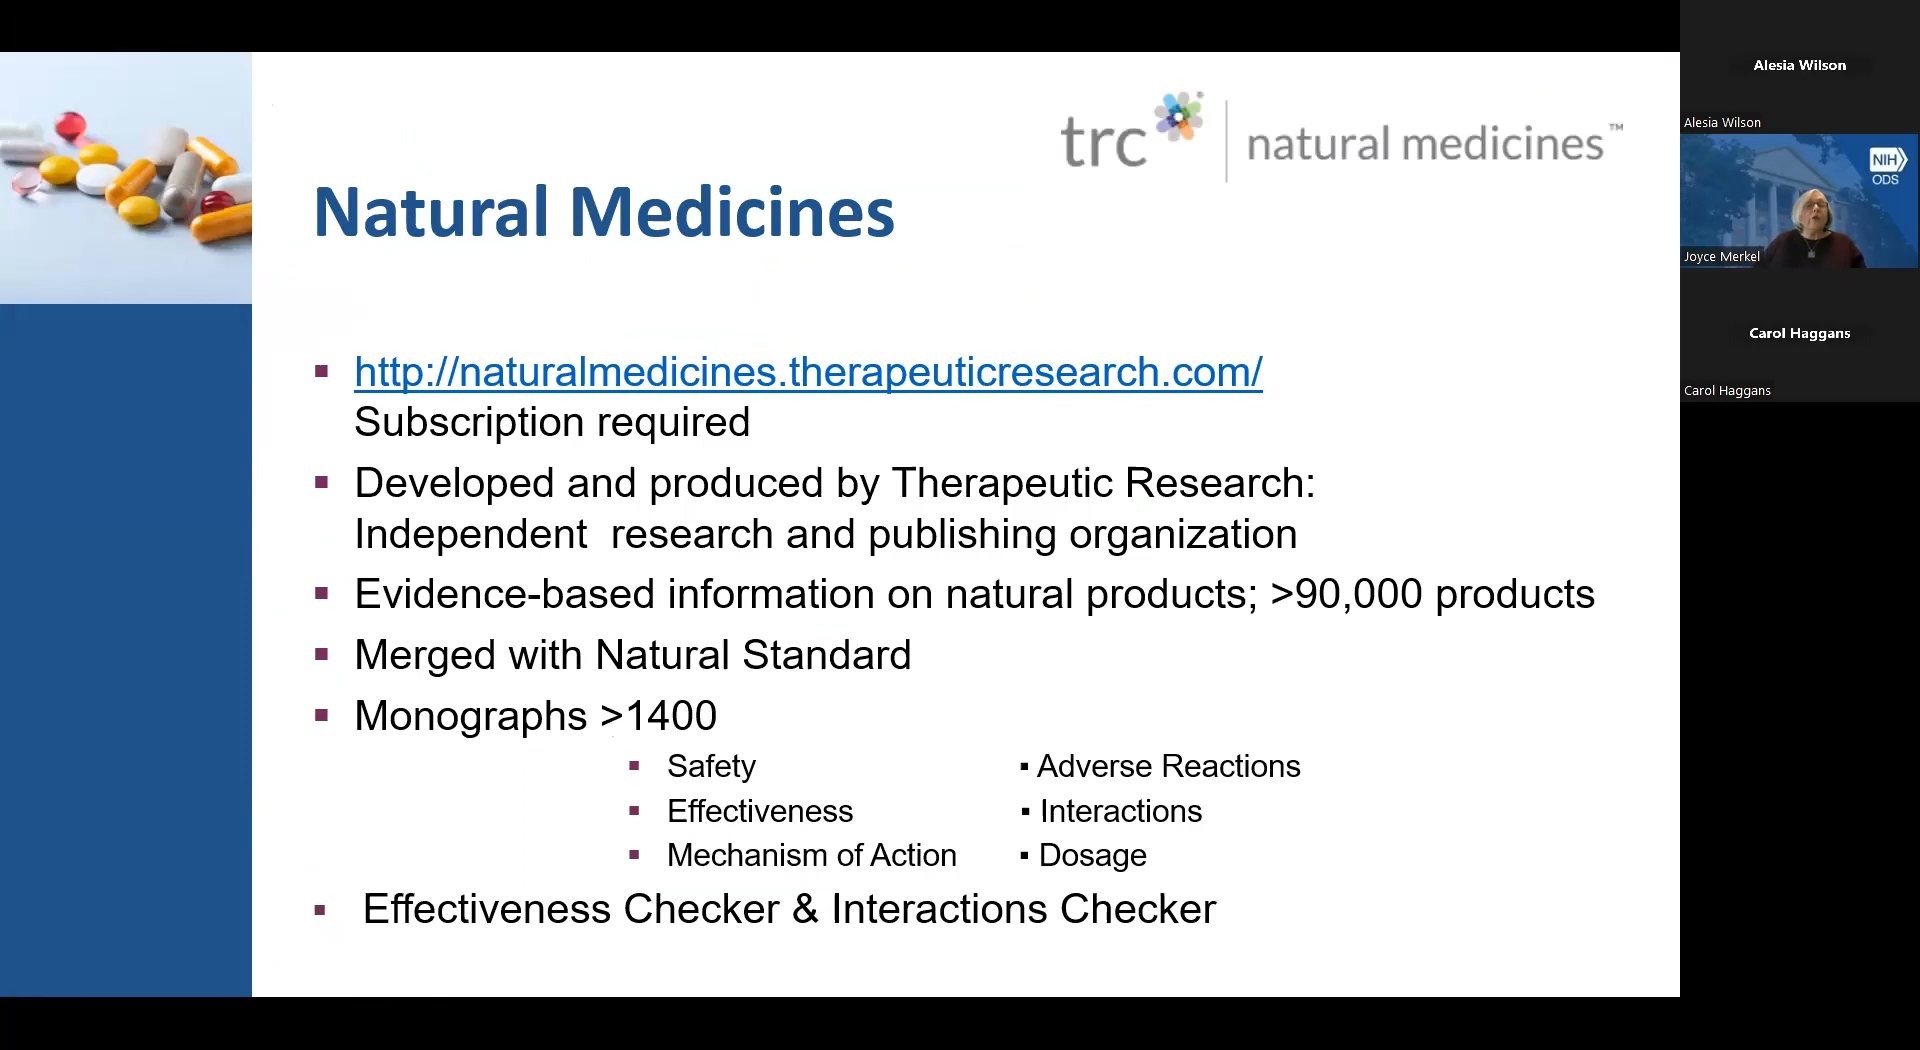 trc natural medicines™
Natural Medicines
▪ http://naturalmedicines.therapeuticresearch.com/
Subscription required
▪ Developed and produced by Therapeutic Research:
Independent  research and publishing organization
▪ Evidence-based information on natural products; >90,000 products
▪ Merged with Natural Standard
▪ Monographs >1400
▪ Safety ▪ Adverse Reactions
▪ Effectiveness ▪ Interactions
▪ Mechanism of Action ▪ Dosage
▪ Effectiveness Checker & Interactions Checker
Alesia Wilson
Alesia Wilson
NIH
ODS
Joyce Merkel
Carol Haggans
Carol Haggans